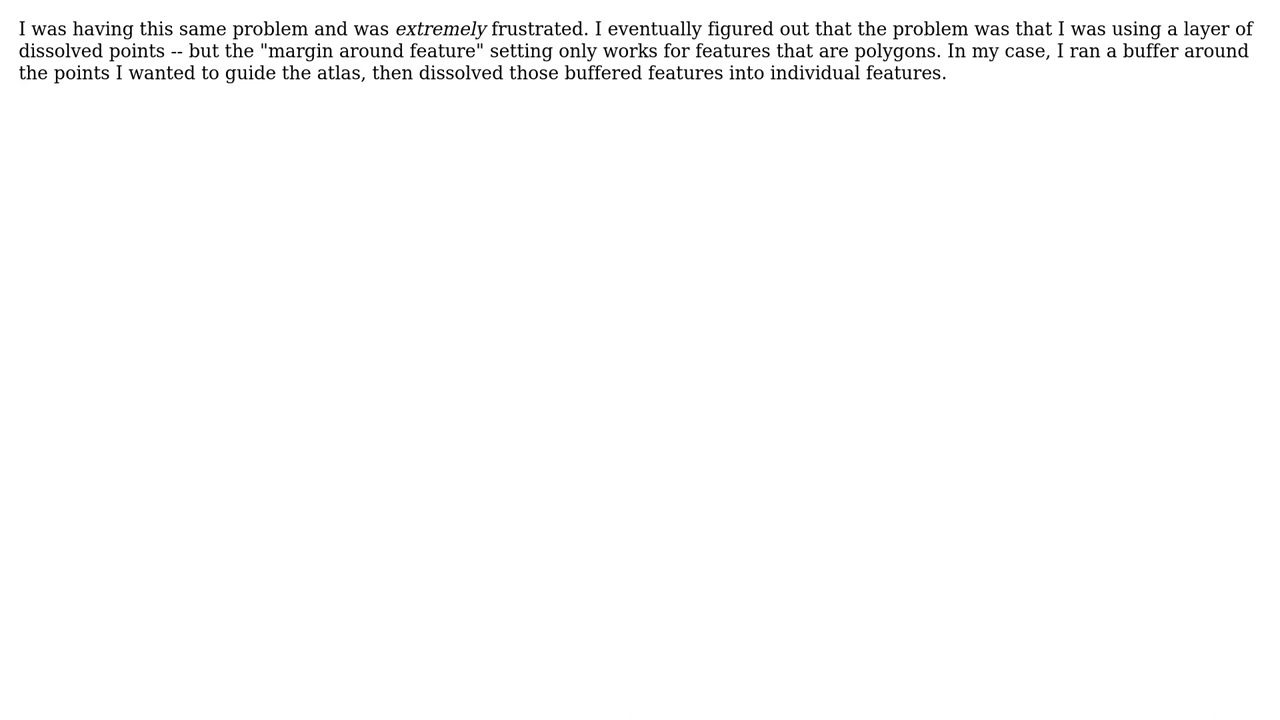 I was having this same problem and was extremely frustrated. I eventually figured out that the problem was that I was using a layer of
dissolved points -- but the "margin around feature" setting only works for features that are polygons. In my case, I ran a buffer around
the points I wanted to guide the atlas, then dissolved those buffered features into individual features.